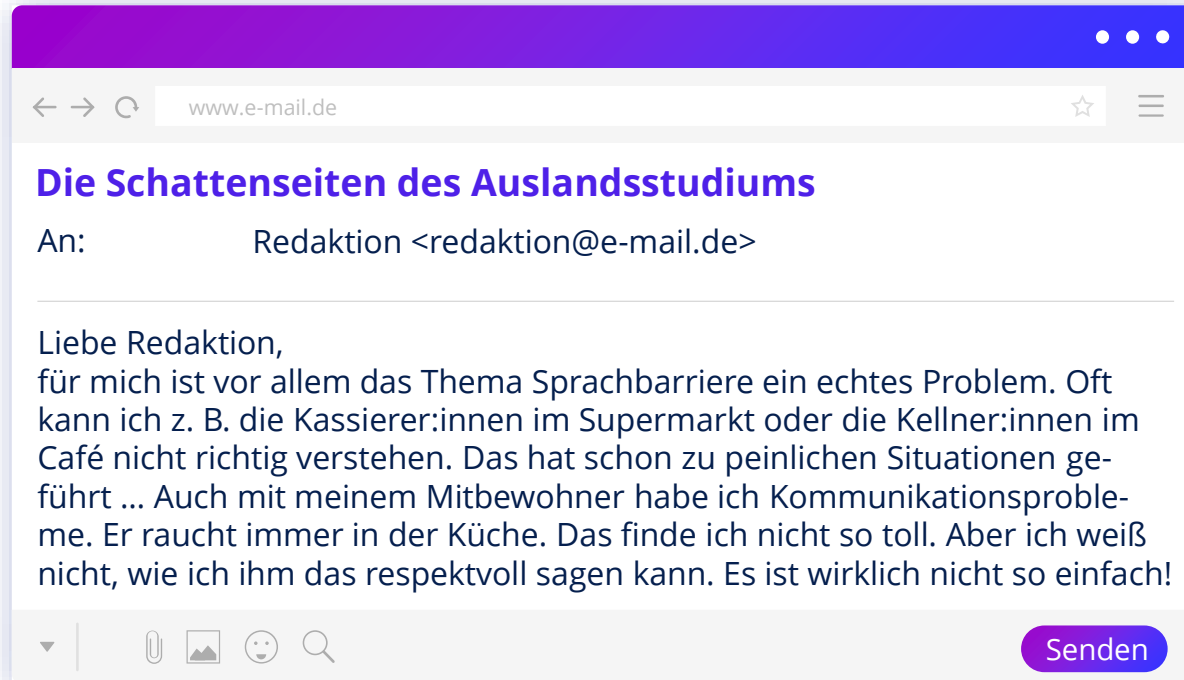 www.e-mail.de
Die Schattenseiten des Auslandsstudiums
An: Redaktion <redaktion@e-mail.de>
Liebe Redaktion,
für mich ist vor allem das Thema Sprachbarriere ein echtes Problem. Oft
kann ich z. B. die Kassierer:innen im Supermarkt oder die Kellner:innen im
Café nicht richtig verstehen. Das hat schon zu peinlichen Situationen ge-
führt ... Auch mit meinem Mitbewohner habe ich Kommunikationsproble-
me. Er raucht immer in der Küche. Das finde ich nicht so toll. Aber ich weiß
nicht, wie ich ihm das respektvoll sagen kann. Es ist wirklich nicht so einfach!
Senden